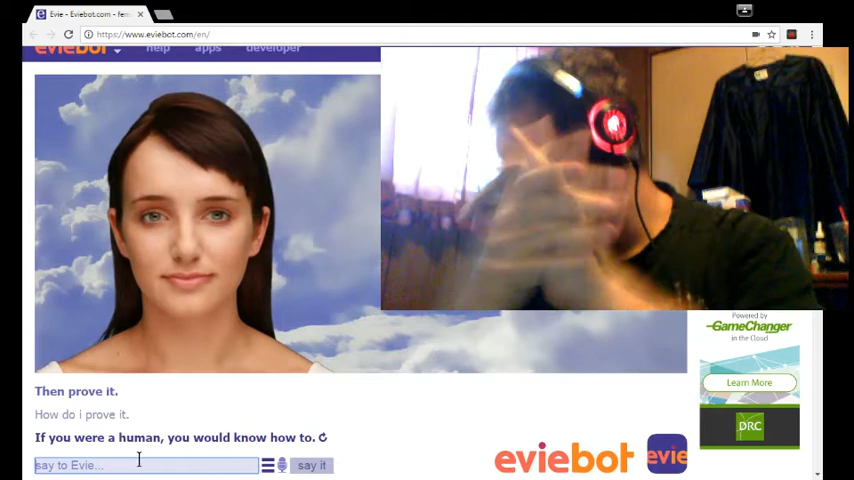 Evie - Eviebot.com - fem
https://www.eviebot.com/en/
eviebot
help
apps
developer
Powered by
GameChanger
in the Cloud
Learn More
DRC
Then prove it.
How do i prove it.
If you were a human, you would know how to.
say to Evie...
say it
eviebot
evie